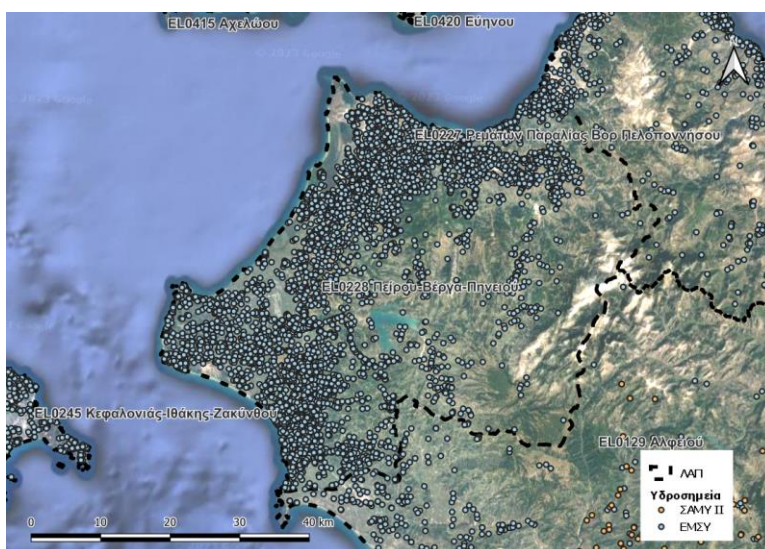 EL0415 Αχελώου
EL0420 Εύηνου
EL0227 Ρεμάτων Παραλίας Βορ Πελοποννήσου
EL0228 Πείρου-Βέργα-Πηνειού
EL0245 Κεφαλονιάς-Ιθάκης-Ζακύνθου
EL0129 Αλφειού
ΛΑΠ
Υδροσημεία
ΣΑΜΥ ΙΙ
ΕΜΣΥ
0 10 20 30 40 km